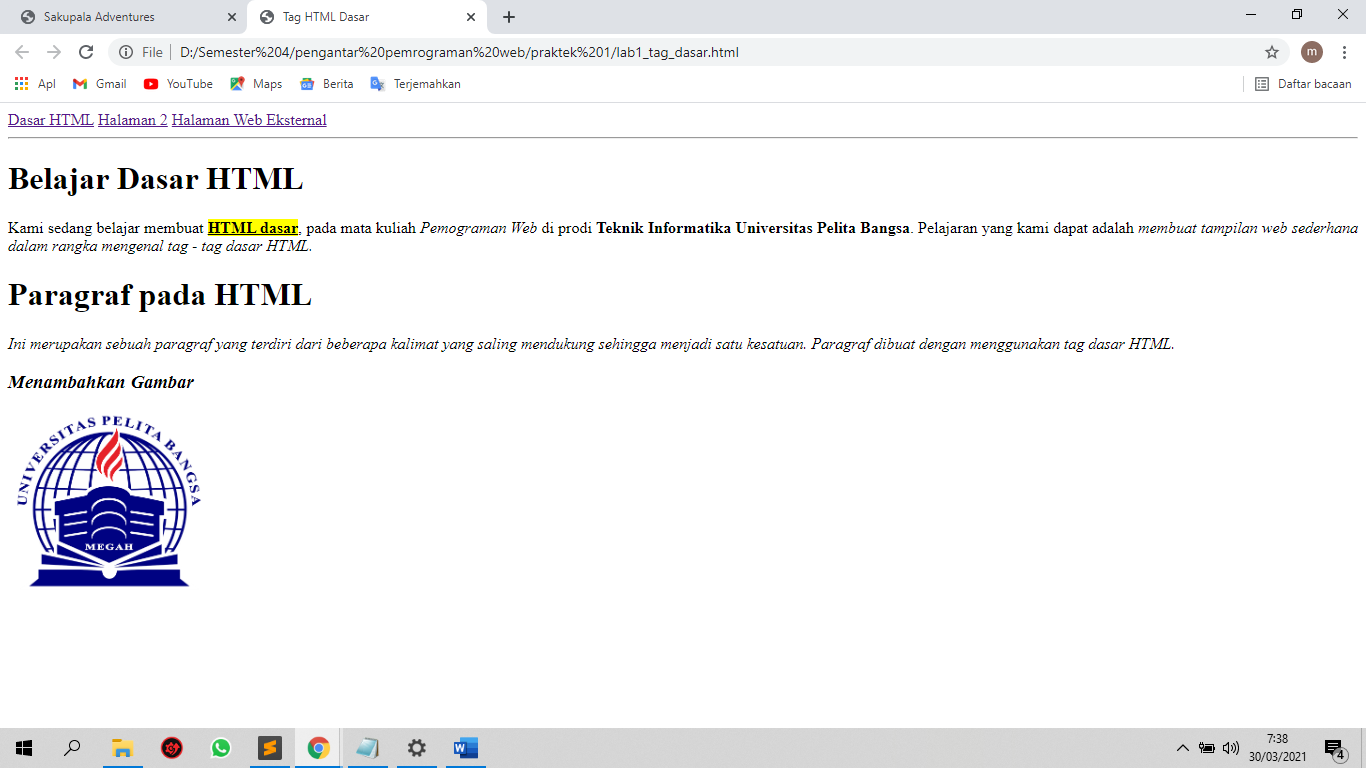 Sakupala Adventures
Tag HTML Dasar
File
D:/Semester%204/pengantar%20pemrograman%20web/praktek%201/lab1_tag_dasar.html
m
Apl Gmail YouTube Maps Berita Terjemahkan Daftar bacaan
Dasar HTML Halaman 2 Halaman Web Eksternal
Belajar Dasar HTML
Kami sedang belajar membuat HTML dasar, pada mata kuliah Pemograman Web di prodi Teknik Informatika Universitas Pelita Bangsa. Pelajaran yang kami dapat adalah membuat tampilan web sederhana
dalam rangka mengenal tag - tag dasar HTML.
Paragraf pada HTML
Ini merupakan sebuah paragraf yang terdiri dari beberapa kalimat yang saling mendukung sehingga menjadi satu kesatuan. Paragraf dibuat dengan menggunakan tag dasar HTML.
Menambahkan Gambar
UNIVERSITAS PELITA BANGSA
MEGAH
7:38
30/03/2021
4